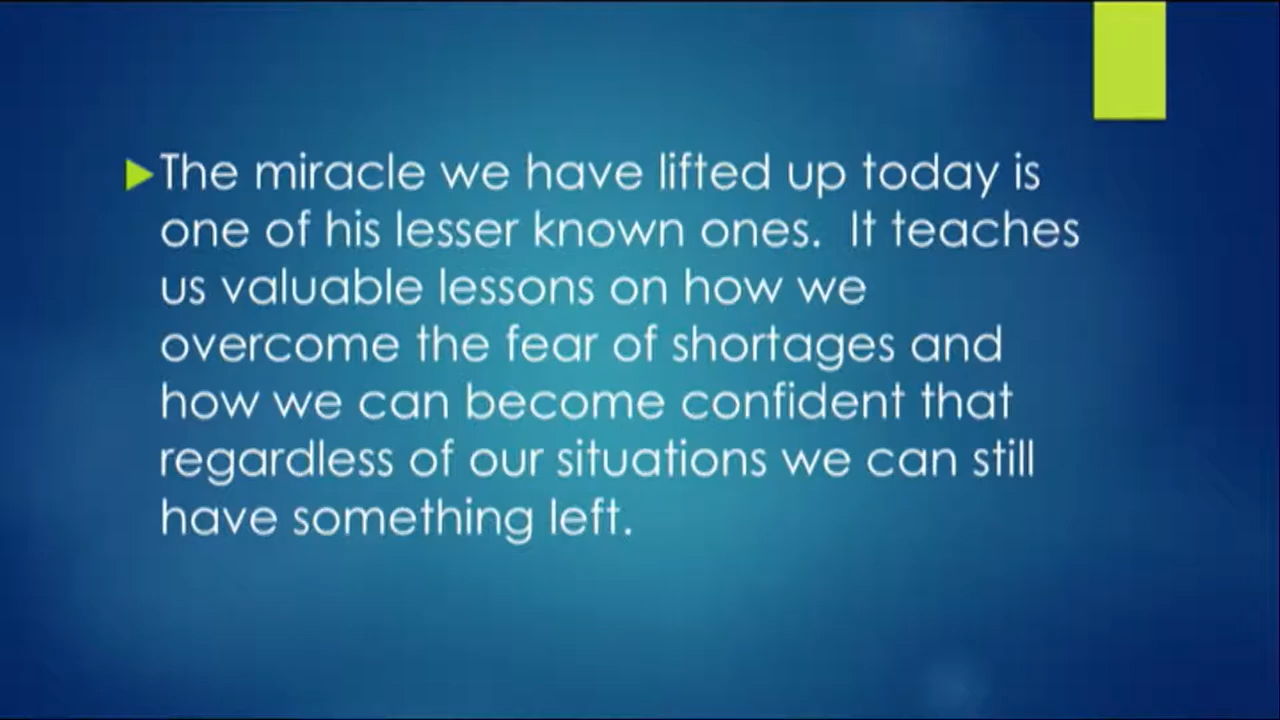 The miracle we have lifted up today is
one of his lesser known ones.  It teaches
us valuable lessons on how we
overcome the fear of shortages and
how we can become confident that
regardless of our situations we can still
have something left.